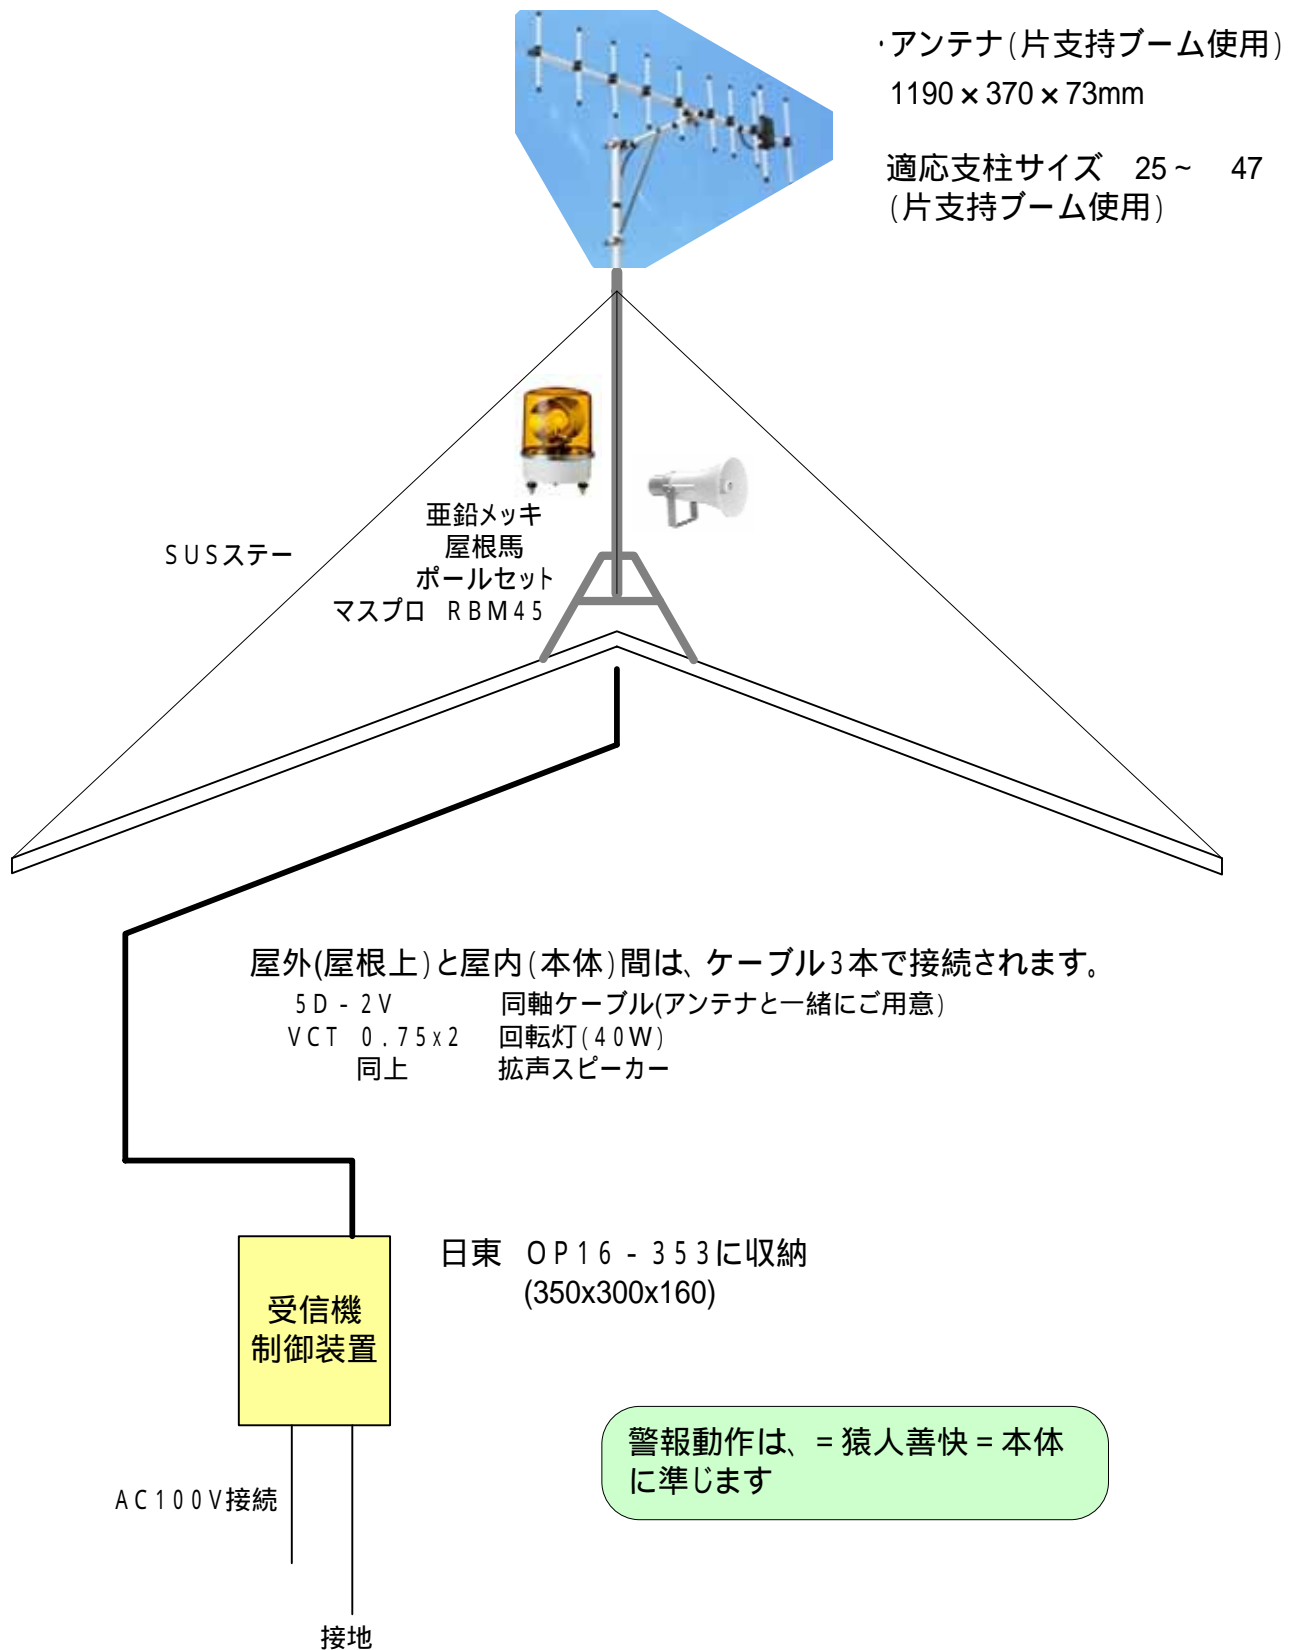 ・アンテナ(片支持ブーム使用)
1190×370×73mm
適応支柱サイズ　25～　47
(片支持ブーム使用)
亜鉛メッキ
屋根馬
ポールセット
マスプロ　RBM45
SUSステー
屋外(屋根上)と屋内(本体)間は、ケーブル3本で接続されます。
5D-2V　同軸ケーブル(アンテナと一緒にご用意)
VCT　0.75x2　回転灯(40W)
同上　拡声スピーカー
日東　OP16-353に収納
(350x300x160)
受信機
制御装置
警報動作は、=猿人善快=本体
に準じます
AC100V接続
接地